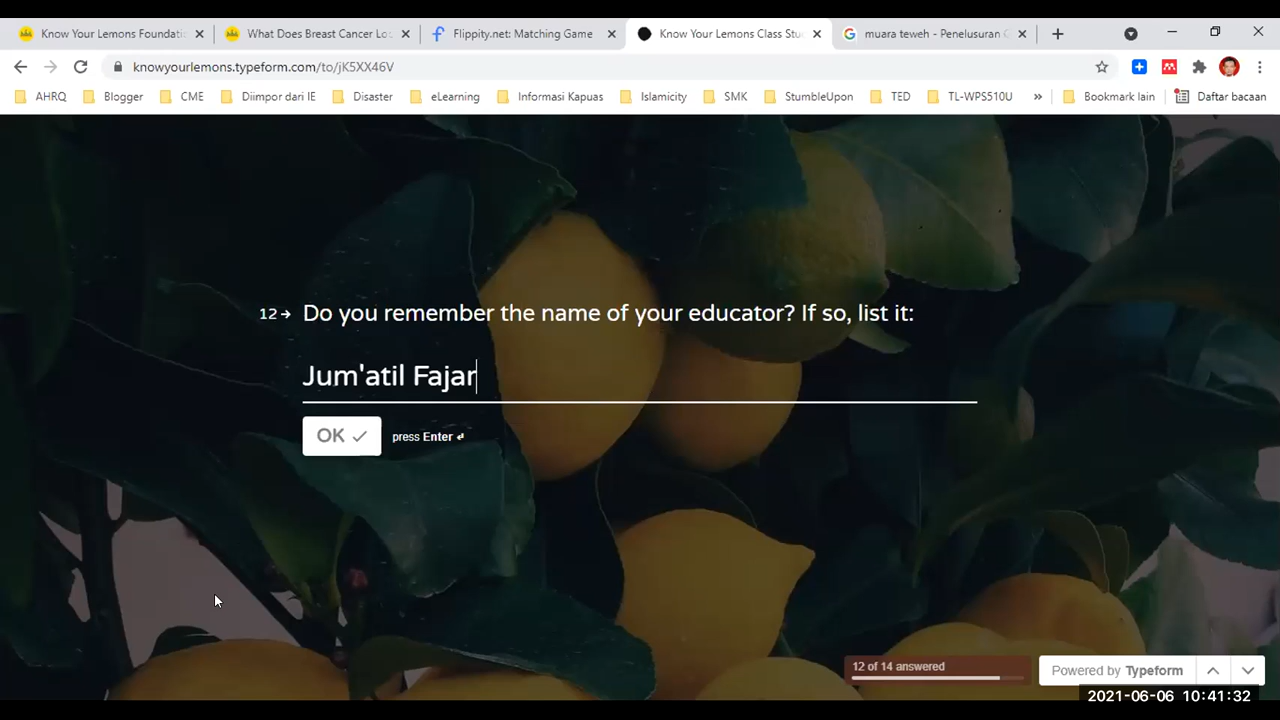 Know Your Lemons Foundatio
What Does Breast Cancer Lo
Flippity.net: Matching Game
Know Your Lemons Class Stu
muara teweh - Penelusuran G
knowyourlemons.typeform.com/to/jK5XX46V
AHRQ
Blogger
CME
Diimpor dari IE
Disaster
eLearning
Informasi Kapuas
Islamicity
SMK
StumbleUpon
TED
TL-WPS510U
»
Bookmark lain
Daftar bacaan
12→ Do you remember the name of your educator? If so, list it:
Jum'atil Fajar
OK ✓ press Enter ↵
12 of 14 answered
Powered by Typeform
2021-06-06 10:41:32